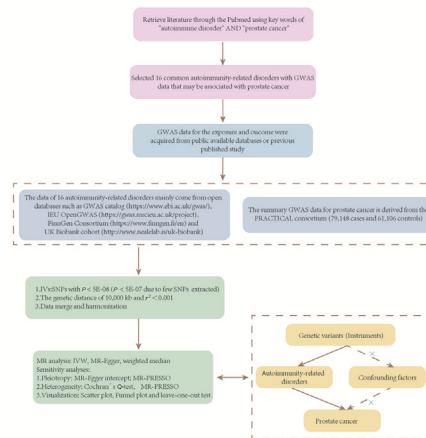 Retrieve literature through the Pubmed using key words of
"autoimmune disorder" AND "prostate cancer"
Selected 16 common autoimmunity-related disorders with GWAS
data that may be associated with prostate cancer
GWAS data for the exposure and outcome were
acquired from public available databases or previous
published study
The data of 16 autoimmunity-related disorders mainly come from open
databases such as GWAS catalog (https://www.ebi.ac.uk/gwas/),
IEU OpenGWAS (https://gwas.mrcieu.ac.uk/project),
FinnGen Consortium (https://www.finngen.fi/en) and
UK Biobank cohort (http://www.nealelab.is/uk-biobank)
The summary GWAS data for prostate cancer is derived from the
PRACTICAL consortium (79,148 cases and 61,106 controls)
1.IVs:SNPs with P < 5E-08 (P < 5E-07 due to few SNPs extracted)
2.The genetic distance of 10,000 kb and r² < 0.001
3.Data merge and harmonization
MR analysis: IVW, MR-Egger, weighted median
Sensitivity analyses:
1.Pleiotropy: MR-Egger intercept; MR-PRESSO
2.Heterogeneity: Cochran's Q-test, MR-PRESSO
3.Visualization: Scatter plot, Funnel plot and leave-one-out test
Genetic variants (Instruments)
Autoimmunity-related
disorders
Confounding factors
Prostate cancer